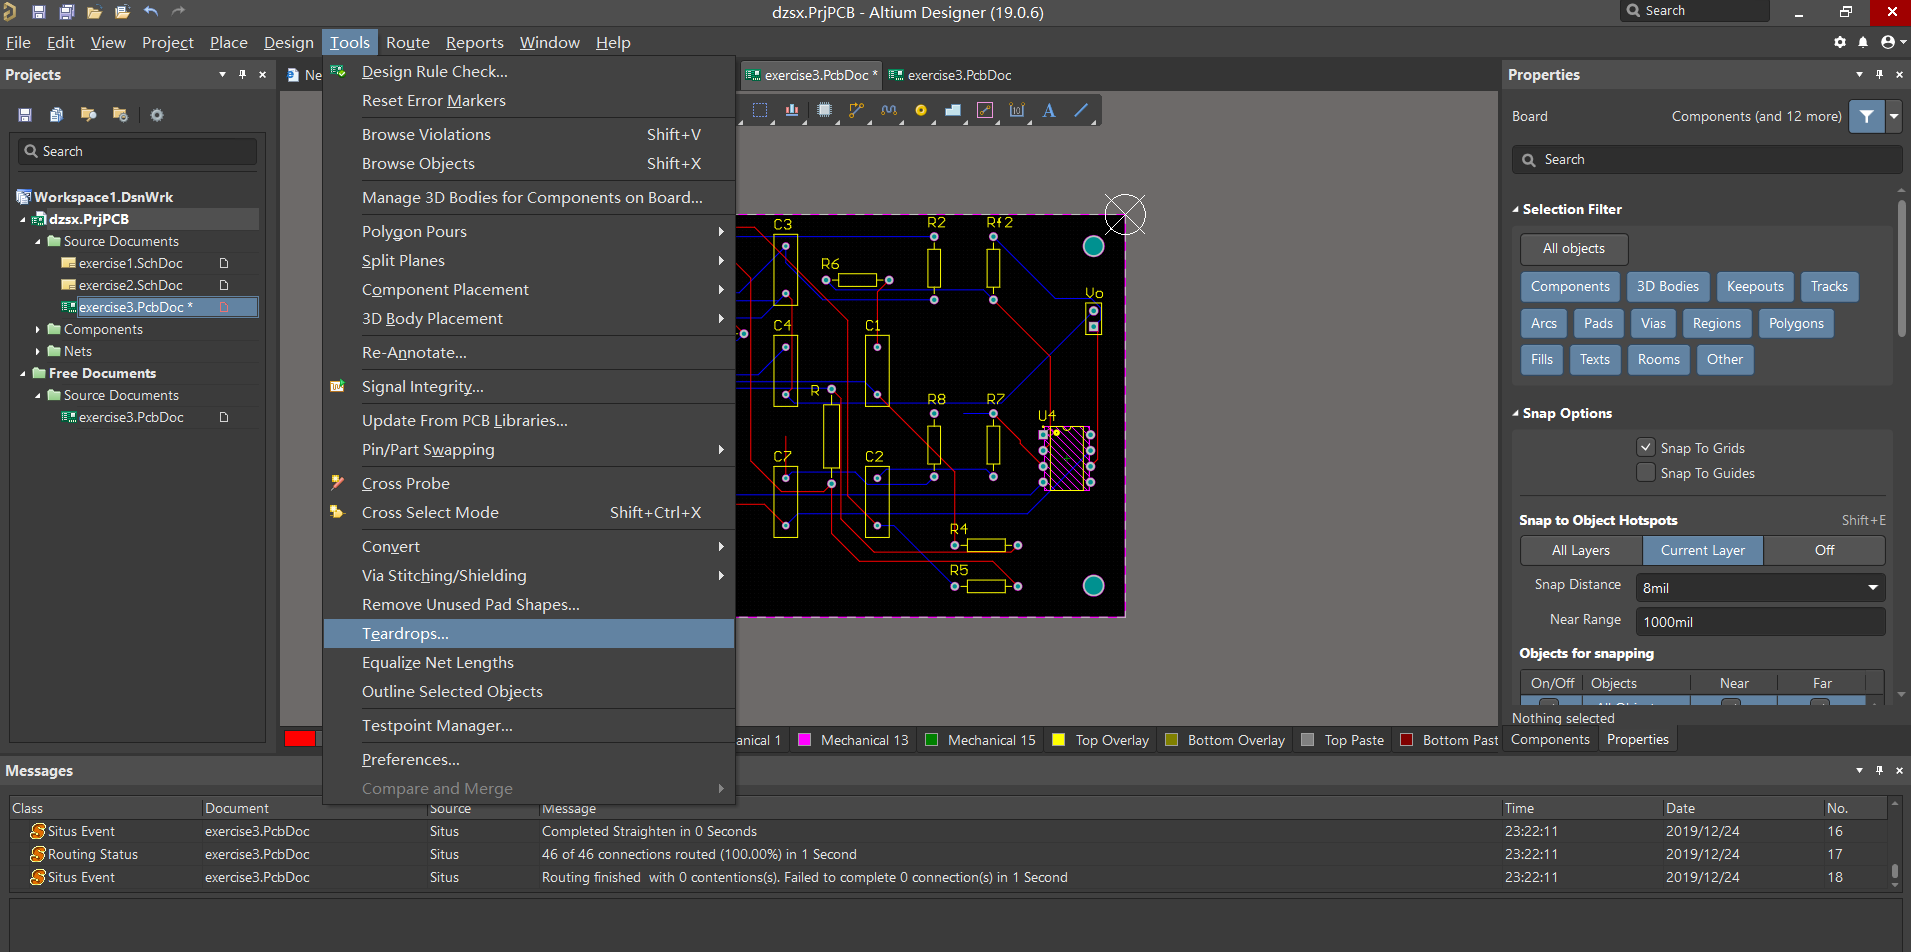 dzsx.PrjPCB - Altium Designer (19.0.6)
Search
File Edit View Project Place Design Tools Route Reports Window Help
Projects
Search
Workspace1.DsnWrk
dzsx.PrjPCB
Source Documents
exercise1.SchDoc
exercise2.SchDoc
exercise3.PcbDoc *
Components
Nets
Free Documents
Source Documents
exercise3.PcbDoc
Design Rule Check...
Reset Error Markers
Browse Violations Shift+V
Browse Objects Shift+X
Manage 3D Bodies for Components on Board...
Polygon Pours
Split Planes
Component Placement
3D Body Placement
Re-Annotate...
Signal Integrity...
Update From PCB Libraries...
Pin/Part Swapping
Cross Probe
Cross Select Mode Shift+Ctrl+X
Convert
Via Stitching/Shielding
Remove Unused Pad Shapes...
Teardrops...
Equalize Net Lengths
Outline Selected Objects
Testpoint Manager...
Preferences...
Compare and Merge
Ne
exercise3.PcbDoc * exercise3.PcbDoc
C3
R2
Rf2
R6
Vo
C4
C1
R
R8
R7
U4
C7
C2
R4
R5
anical 1 Mechanical 13 Mechanical 15 Top Overlay Bottom Overlay Top Paste Bottom Past
Properties
Board Components (and 12 more)
Search
Selection Filter
All objects
Components 3D Bodies Keepouts Tracks
Arcs Pads Vias Regions Polygons
Fills Texts Rooms Other
Snap Options
Snap To Grids
Snap To Guides
Snap to Object Hotspots Shift+E
All Layers Current Layer Off
Snap Distance 8mil
Near Range 1000mil
Objects for snapping
On/Off Objects Near Far
Nothing selected
Components Properties
Messages
Class Document Source Message Time Date No.
Situs Event exercise3.PcbDoc Situs Completed Straighten in 0 Seconds 23:22:11 2019/12/24 16
Routing Status exercise3.PcbDoc Situs 46 of 46 connections routed (100.00%) in 1 Second 23:22:11 2019/12/24 17
Situs Event exercise3.PcbDoc Situs Routing finished with 0 contentions(s). Failed to complete 0 connection(s) in 1 Second 23:22:11 2019/12/24 18